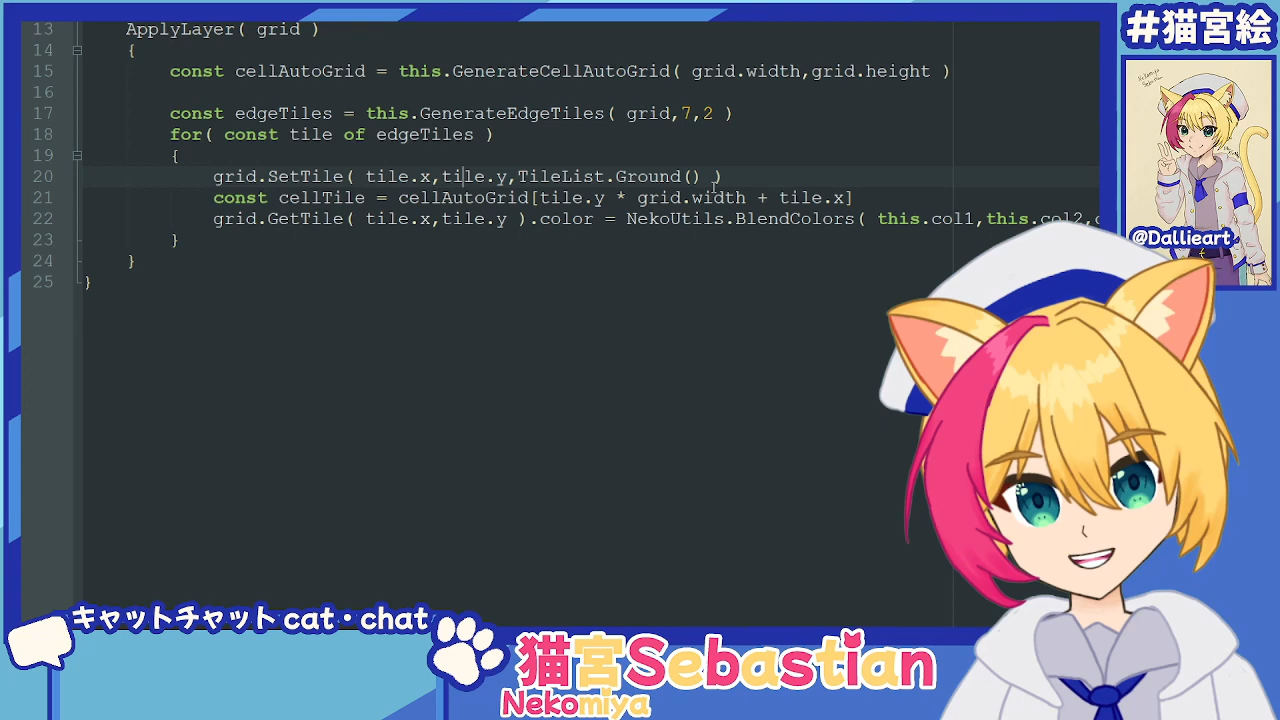 13 ApplyLayer( grid )
14 {
15 const cellAutoGrid = this.GenerateCellAutoGrid( grid.width,grid.height )
16
17 const edgeTiles = this.GenerateEdgeTiles( grid,7,2 )
18 for( const tile of edgeTiles )
19 {
20 grid.SetTile( tile.x,tile.y,TileList.Ground() )
21 const cellTile = cellAutoGrid[tile.y * grid.width + tile.x]
22 grid.GetTile( tile.x,tile.y ).color = NekoUtils.BlendColors( this.col1,this.col2,
23 }
24 }
25 }
#猫宮絵
@Dallieart
キャットチャット cat・chat
猫宮Sebastian
Nekomiya